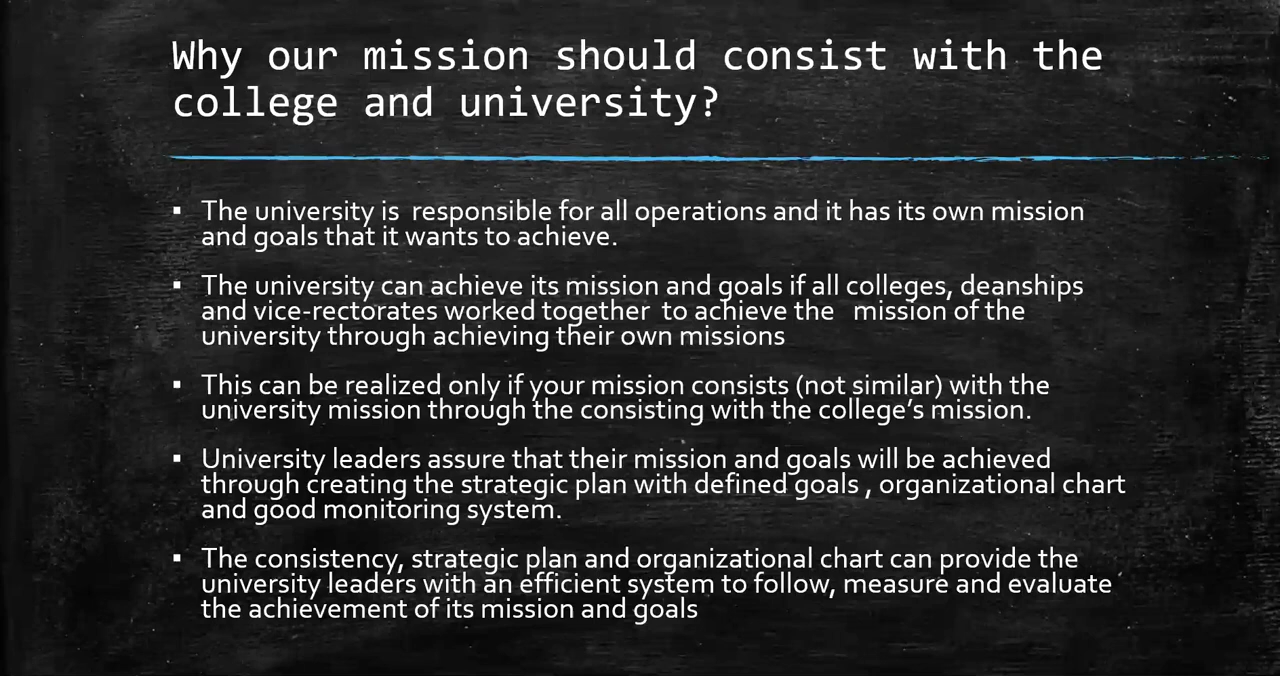 Why our mission should consist with the
college and university?
▪ The university is  responsible for all operations and it has its own mission
and goals that it wants to achieve.
▪ The university can achieve its mission and goals if all colleges, deanships
and vice-rectorates worked together  to achieve the   mission of the
university through achieving their own missions
▪ This can be realized only if your mission consists (not similar) with the
university mission through the consisting with the college’s mission.
▪ University leaders assure that their mission and goals will be achieved
through creating the strategic plan with defined goals , organizational chart
and good monitoring system.
▪ The consistency, strategic plan and organizational chart can provide the
university leaders with an efficient system to follow, measure and evaluate
the achievement of its mission and goals